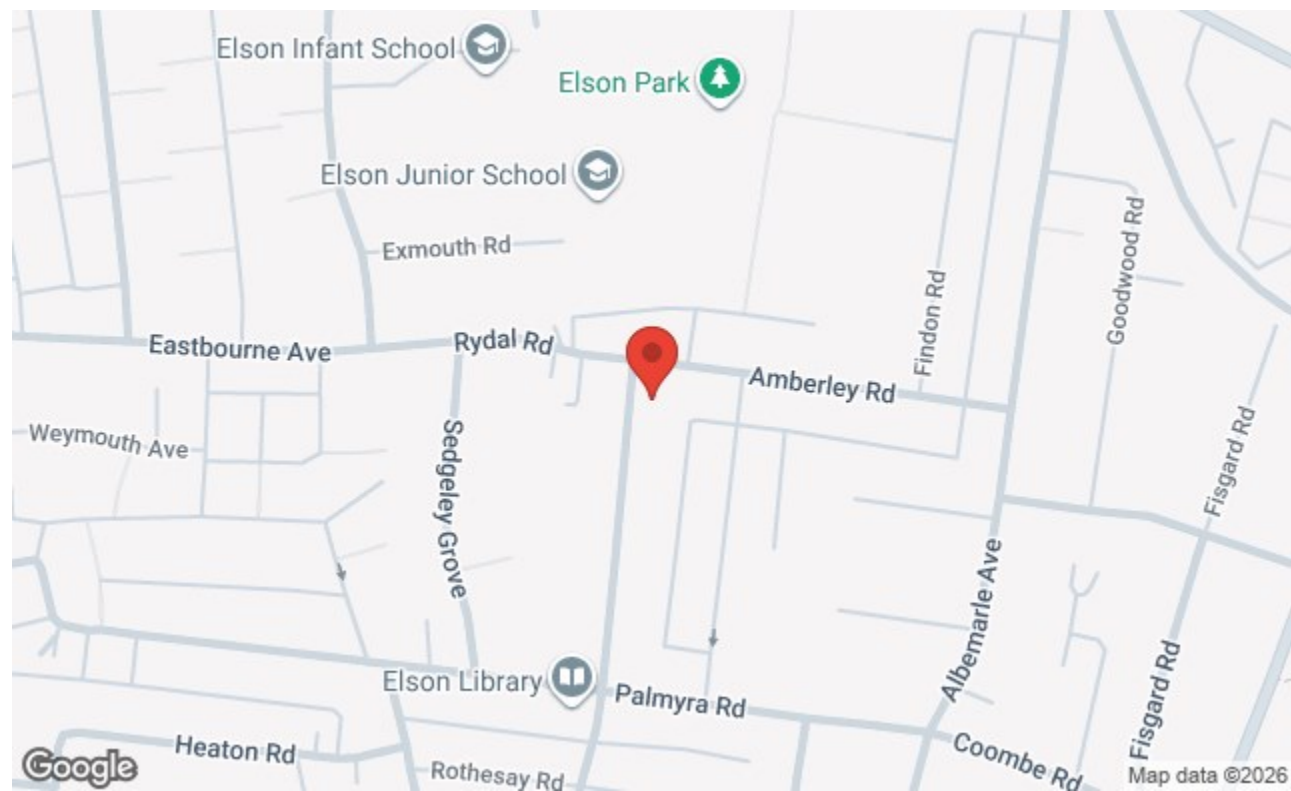 Elson Infant School
Elson Park
Elson Junior School
Exmouth Rd
Goodwood Rd
Findon Rd
Eastbourne Ave
Rydal Rd
Amberley Rd
Weymouth Ave
Sedgeley Grove
Fisgard Rd
Albemarle Ave
Elson Library
Palmyra Rd
Fisgard Rd
Heaton Rd
Coombe Rd
Rothesay Rd
Google
Map data ©2026